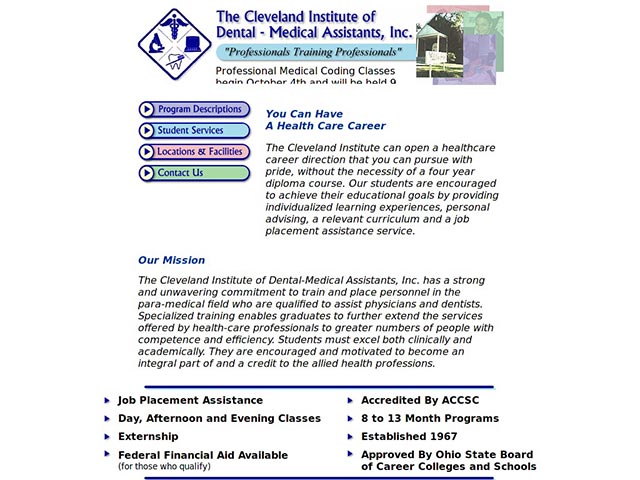 The Cleveland Institute of
Dental - Medical Assistants, Inc.
"Professionals Training Professionals"
Professional Medical Coding Classes
begin October 4th and will be held 9
Program Descriptions
Student Services
Locations & Facilities
Contact Us
You Can Have
A Health Care Career
The Cleveland Institute can open a healthcare
career direction that you can pursue with
pride, without the necessity of a four year
diploma course. Our students are encouraged
to achieve their educational goals by providing
individualized learning experiences, personal
advising, a relevant curriculum and a job
placement assistance service.
Our Mission
The Cleveland Institute of Dental-Medical Assistants, Inc. has a strong
and unwavering commitment to train and place personnel in the
para-medical field who are qualified to assist physicians and dentists.
Specialized training enables graduates to further extend the services
offered by health-care professionals to greater numbers of people with
competence and efficiency. Students must excel both clinically and
academically. They are encouraged and motivated to become an
integral part of and a credit to the allied health professions.
Job Placement Assistance
Day, Afternoon and Evening Classes
Externship
Federal Financial Aid Available
(for those who qualify)
Accredited By ACCSC
8 to 13 Month Programs
Established 1967
Approved By Ohio State Board
of Career Colleges and Schools